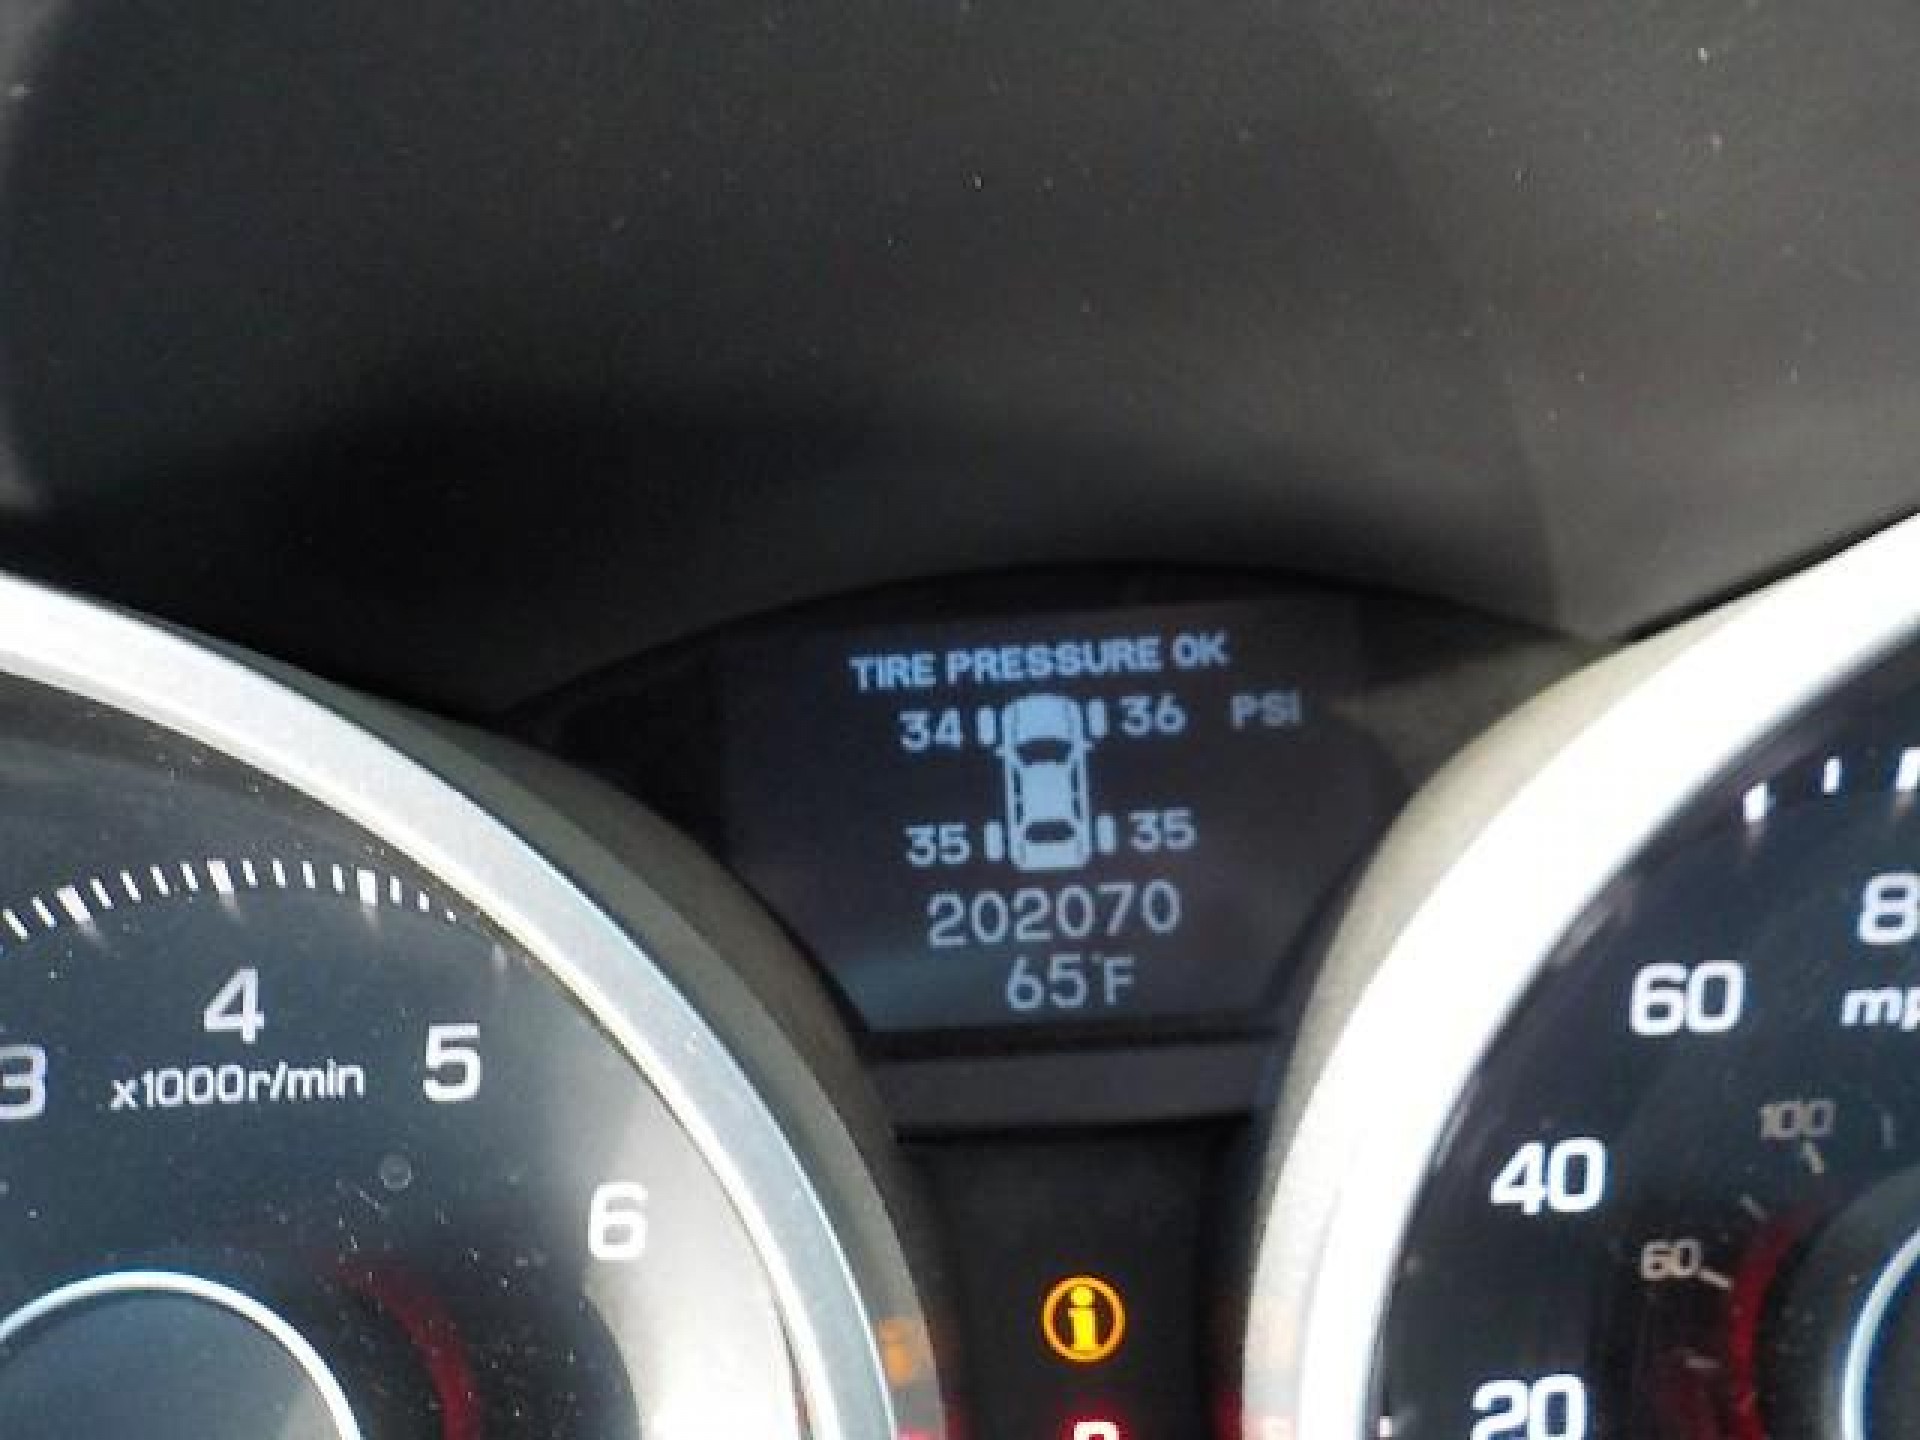 TIRE PRESSURE OK
34 36 PSI
35 35
202070
65°F
3 4 5 6
x1000r/min
20 40 60
60 100
i